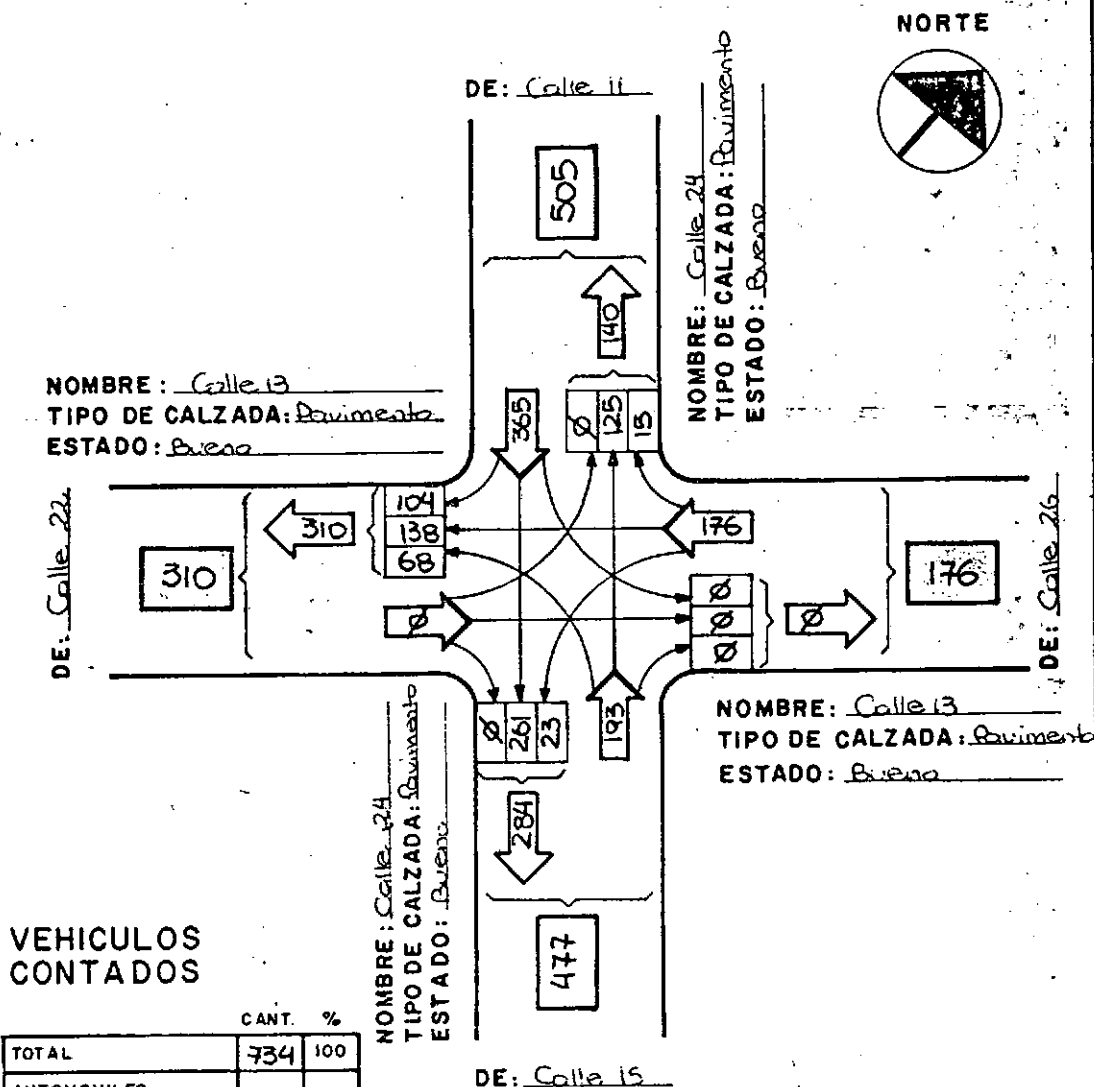 NORTE
DE: Calle 11
505
NOMBRE: Calle 24
TIPO DE CALZADA: Pavimento
ESTADO: Bueno
140
NOMBRE: Calle 13
TIPO DE CALZADA: Pavimento
ESTADO: Bueno
365
Ø 125 15
DE: Calle 22
310
310
104
138
68
176
176
DE: Calle 26
Ø
Ø
Ø
Ø
Ø
Ø 261 23
193
NOMBRE: Calle 13
TIPO DE CALZADA: Pavimento
ESTADO: Bueno
NOMBRE: Calle 24
TIPO DE CALZADA: Pavimento
ESTADO: Bueno
284
477
VEHICULOS
CONTADOS
CANT. %
TOTAL 734 100
AUTOMOVILES
DE: Calle 15